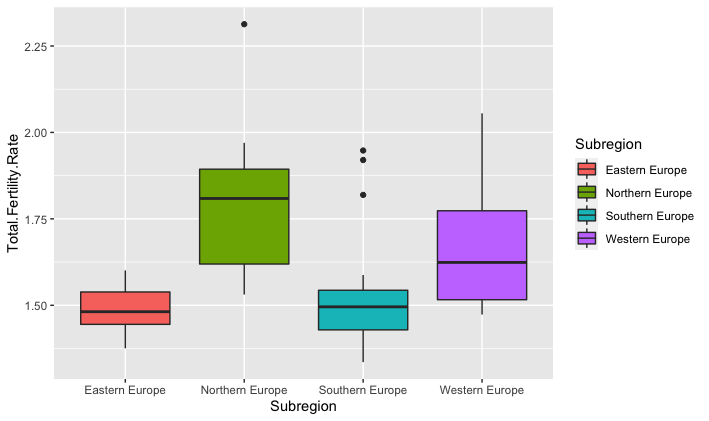 2.25
2.00
1.75
1.50
Total.Fertility.Rate
Eastern Europe
Northern Europe
Southern Europe
Western Europe
Subregion
Subregion
Eastern Europe
Northern Europe
Southern Europe
Western Europe